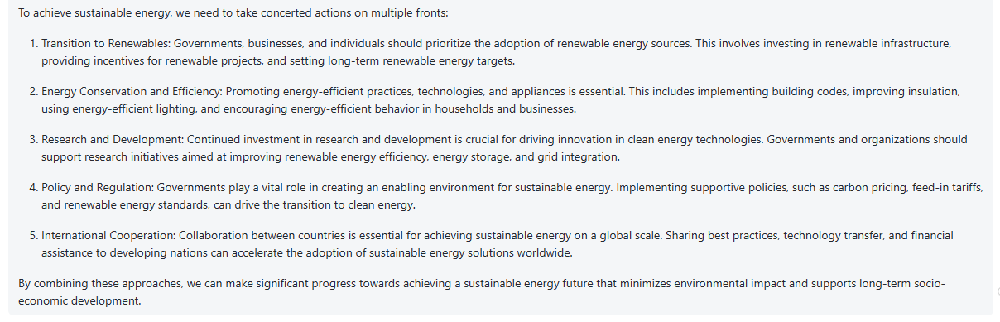 To achieve sustainable energy, we need to take concerted actions on multiple fronts:
1. Transition to Renewables: Governments, businesses, and individuals should prioritize the adoption of renewable energy sources. This involves investing in renewable infrastructure,
providing incentives for renewable projects, and setting long-term renewable energy targets.
2. Energy Conservation and Efficiency: Promoting energy-efficient practices, technologies, and appliances is essential. This includes implementing building codes, improving insulation,
using energy-efficient lighting, and encouraging energy-efficient behavior in households and businesses.
3. Research and Development: Continued investment in research and development is crucial for driving innovation in clean energy technologies. Governments and organizations should
support research initiatives aimed at improving renewable energy efficiency, energy storage, and grid integration.
4. Policy and Regulation: Governments play a vital role in creating an enabling environment for sustainable energy. Implementing supportive policies, such as carbon pricing, feed-in tariffs,
and renewable energy standards, can drive the transition to clean energy.
5. International Cooperation: Collaboration between countries is essential for achieving sustainable energy on a global scale. Sharing best practices, technology transfer, and financial
assistance to developing nations can accelerate the adoption of sustainable energy solutions worldwide.
By combining these approaches, we can make significant progress towards achieving a sustainable energy future that minimizes environmental impact and supports long-term socio-
economic development.